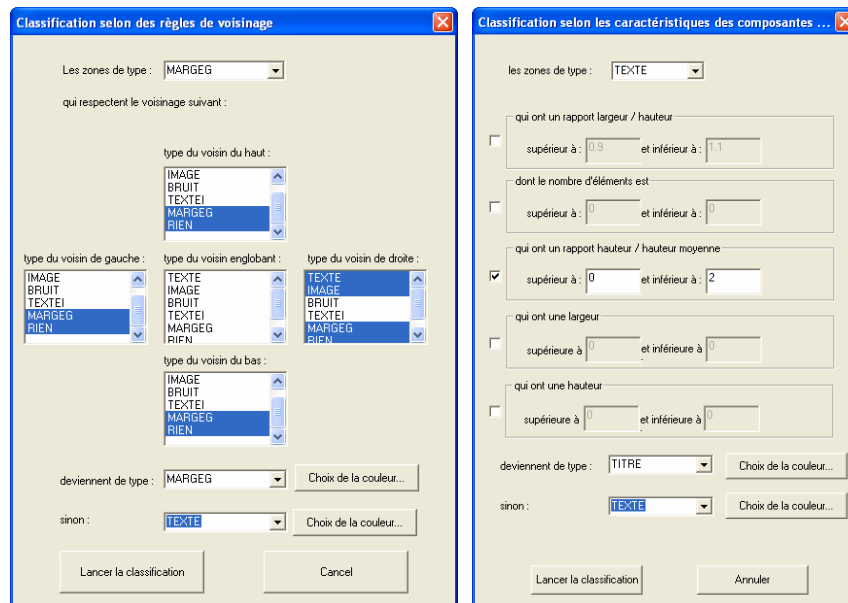 Classification selon des règles de voisinage
Les zones de type :
MARGEG
qui respectent le voisinage suivant :
type du voisin du haut :
IMAGE
BRUIT
TEXTEI
MARGEG
RIEN
type du voisin de gauche :
IMAGE
BRUIT
TEXTEI
MARGEG
RIEN
type du voisin englobant :
TEXTE
IMAGE
BRUIT
TEXTEI
MARGEG
RIEN
type du voisin de droite :
TEXTE
IMAGE
BRUIT
TEXTEI
MARGEG
RIEN
type du voisin du bas :
IMAGE
BRUIT
TEXTEI
MARGEG
RIEN
deviennent de type :
MARGEG
Choix de la couleur...
sinon :
TEXTE
Choix de la couleur...
Lancer la classification
Cancel
Classification selon les caractéristiques des composantes ...
les zones de type :
TEXTE
qui ont un rapport largeur / hauteur
supérieur à : 0.9 et inférieur à : 1.1
dont le nombre d'éléments est
supérieur à : 0 et inférieur à : 0
qui ont un rapport hauteur / hauteur moyenne
supérieur à : 0 et inférieur à : 2
qui ont une largeur
supérieure à 0 et inférieure à 0
qui ont une hauteur
supérieure à 0 et inférieure à 0
deviennent de type :
TITRE
Choix de la couleur...
sinon :
TEXTE
Choix de la couleur...
Lancer la classification
Annuler